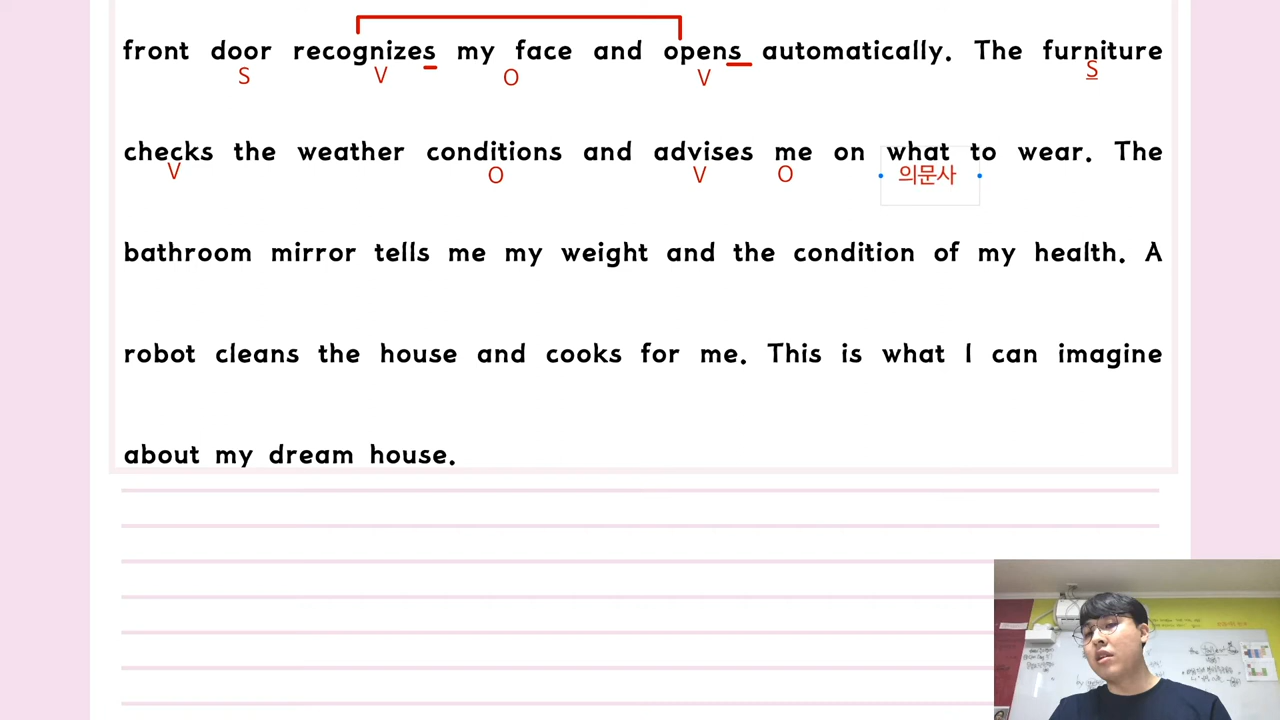 front door recognizes my face and opens automatically. The furniture
S V O V S
checks the weather conditions and advises me on what to wear. The
V O V O 의문사
bathroom mirror tells me my weight and the condition of my health. A
robot cleans the house and cooks for me. This is what I can imagine
about my dream house.